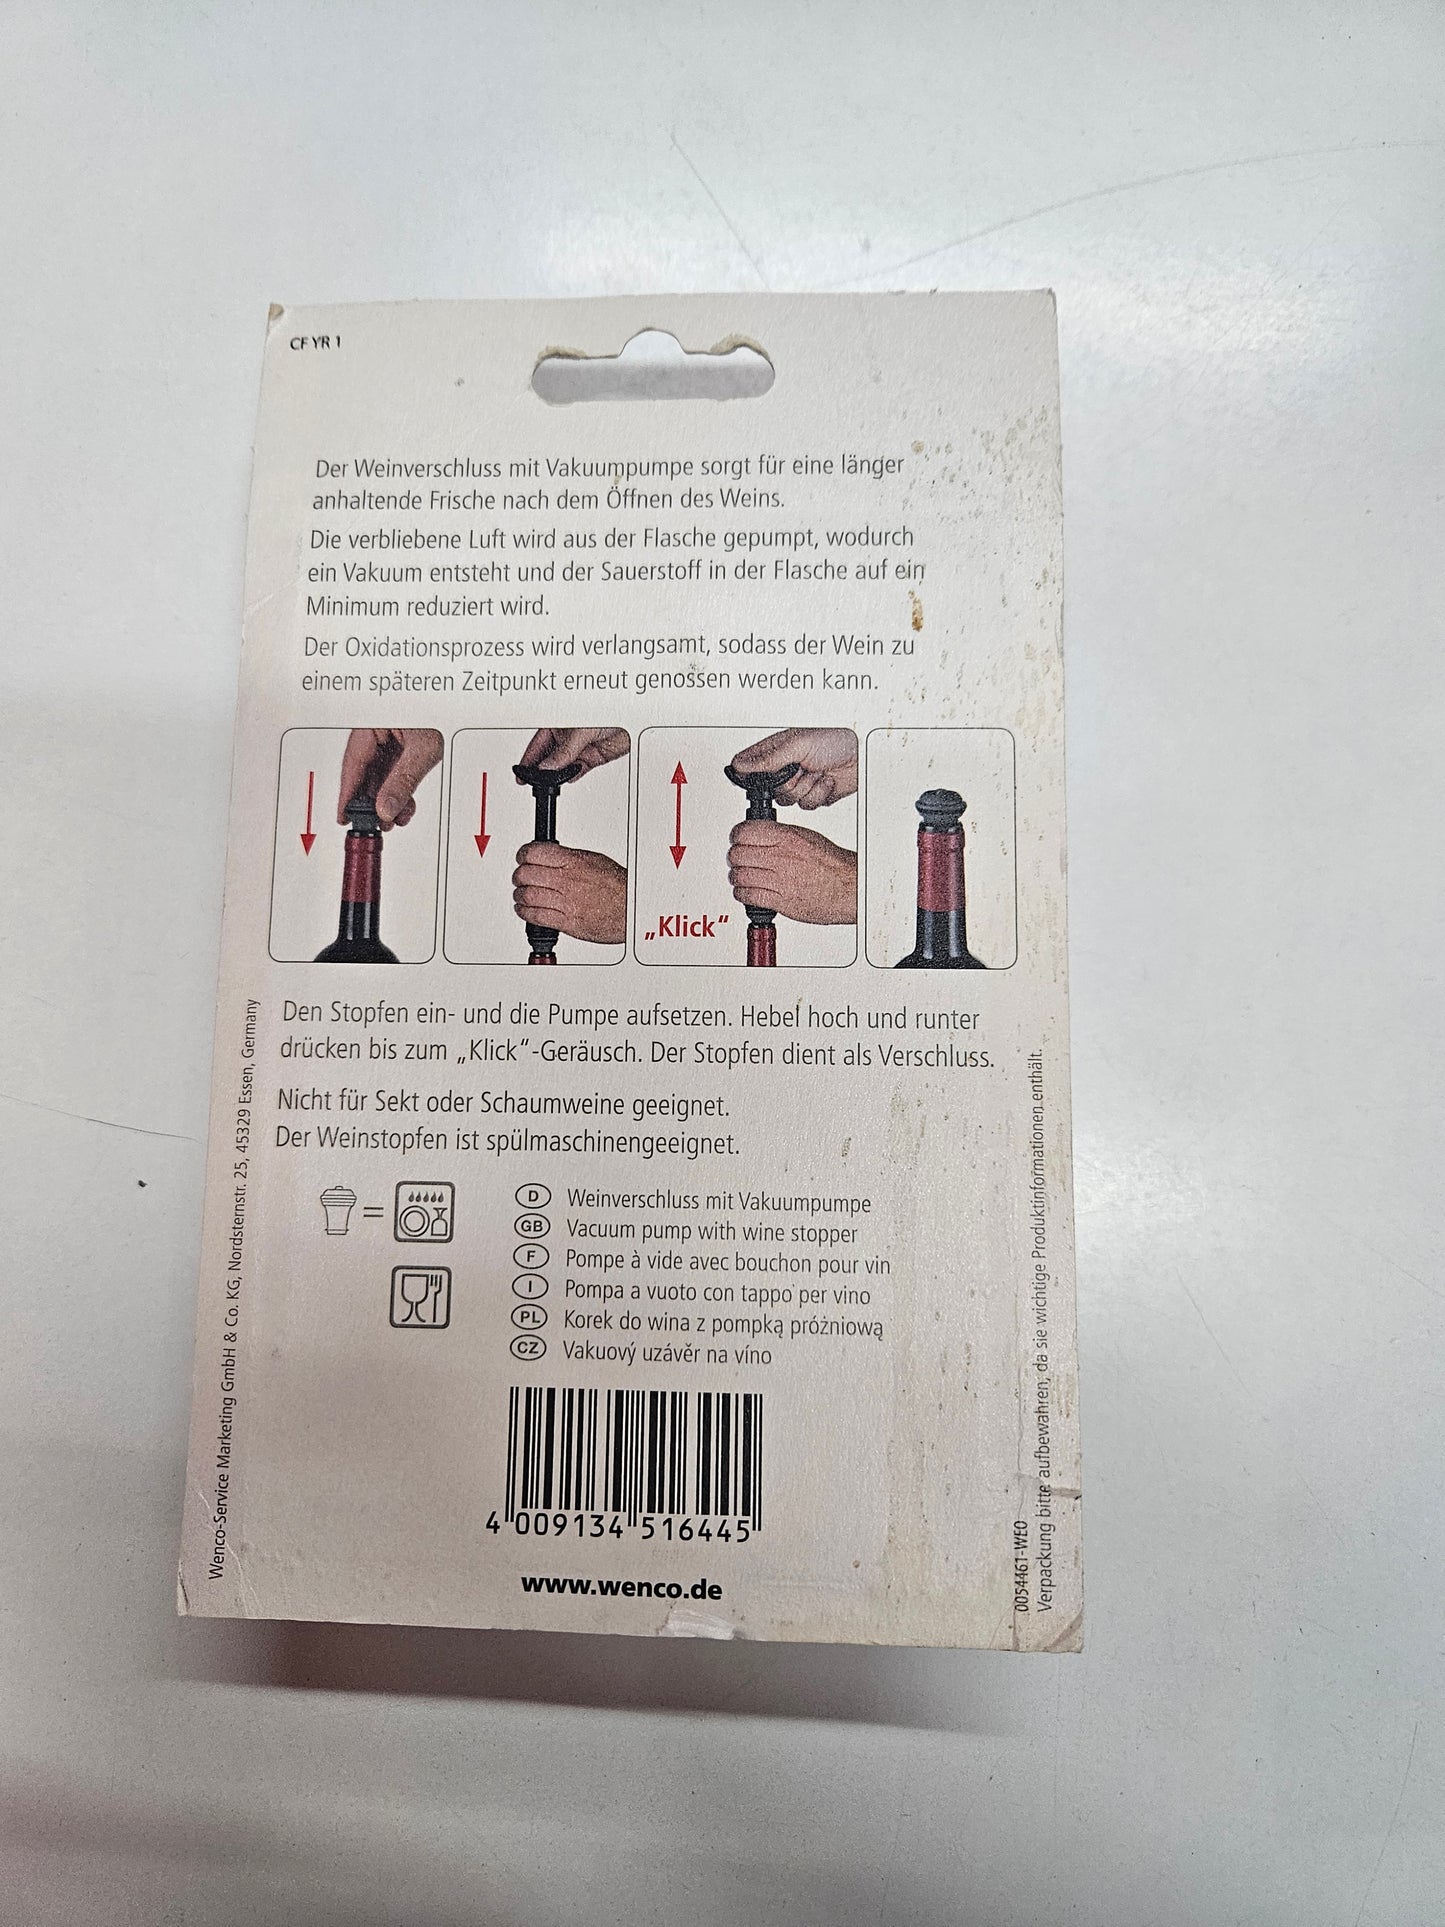 CF YR 1
Der Weinverschluss mit Vakuumpumpe sorgt für eine länger
anhaltende Frische nach dem Öffnen des Weins.
Die verbliebene Luft wird aus der Flasche gepumpt, wodurch
ein Vakuum entsteht und der Sauerstoff in der Flasche auf ein
Minimum reduziert wird.
Der Oxidationsprozess wird verlangsamt, sodass der Wein zu
einem späteren Zeitpunkt erneut genossen werden kann.
„Klick“
Den Stopfen ein- und die Pumpe aufsetzen. Hebel hoch und runter
drücken bis zum „Klick“-Geräusch. Der Stopfen dient als Verschluss.
Nicht für Sekt oder Schaumweine geeignet.
Der Weinstopfen ist spülmaschinengeeignet.
=
D Weinverschluss mit Vakuumpumpe
GB Vacuum pump with wine stopper
F Pompe à vide avec bouchon pour vin
I Pompa a vuoto con tappo per vino
PL Korek do wina z pompką próżniową
CZ Vakuový uzávěr na víno
4 009134 516445
www.wenco.de
Wenco-Service Marketing GmbH & Co. KG, Nordsternstr. 25, 45329 Essen, Germany
0054461-WE0
Verpackung bitte aufbewahren, da sie wichtige Produktinformationen enthält.